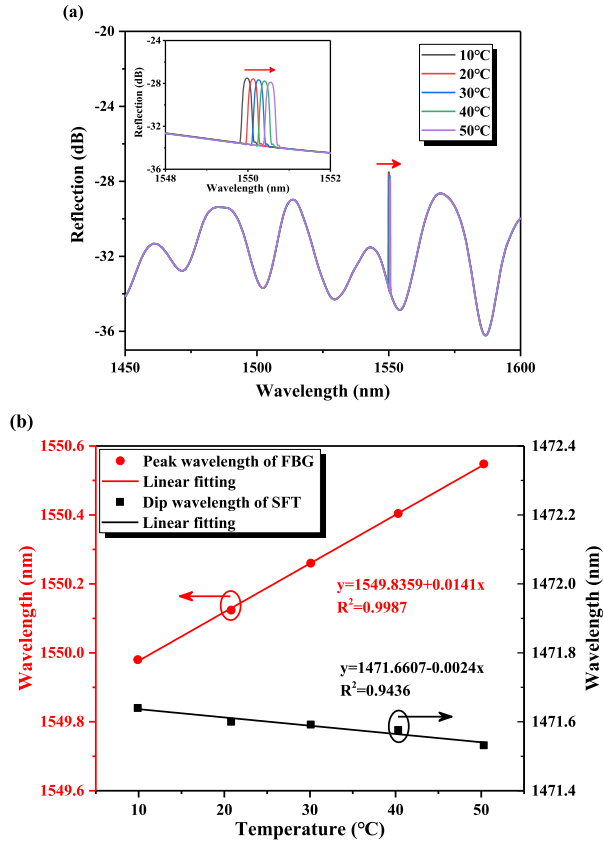 (a)
-20
-24
-28
-32
-36
Reflection (dB)
1450
1500
1550
1600
Wavelength (nm)
10°C
20°C
30°C
40°C
50°C
-24
-28
-32
-36
Reflection (dB)
1548
1550
1552
Wavelength (nm)
(b)
1550.6
1550.4
1550.2
1550.0
1549.8
1549.6
Wavelength (nm)
Peak wavelength of FBG
Linear fitting
Dip wavelength of SFT
Linear fitting
y=1549.8359+0.0141x
R²=0.9987
y=1471.6607-0.0024x
R²=0.9436
1472.4
1472.2
1472.0
1471.8
1471.6
1471.4
Wavelength (nm)
10
20
30
40
50
Temperature (°C)